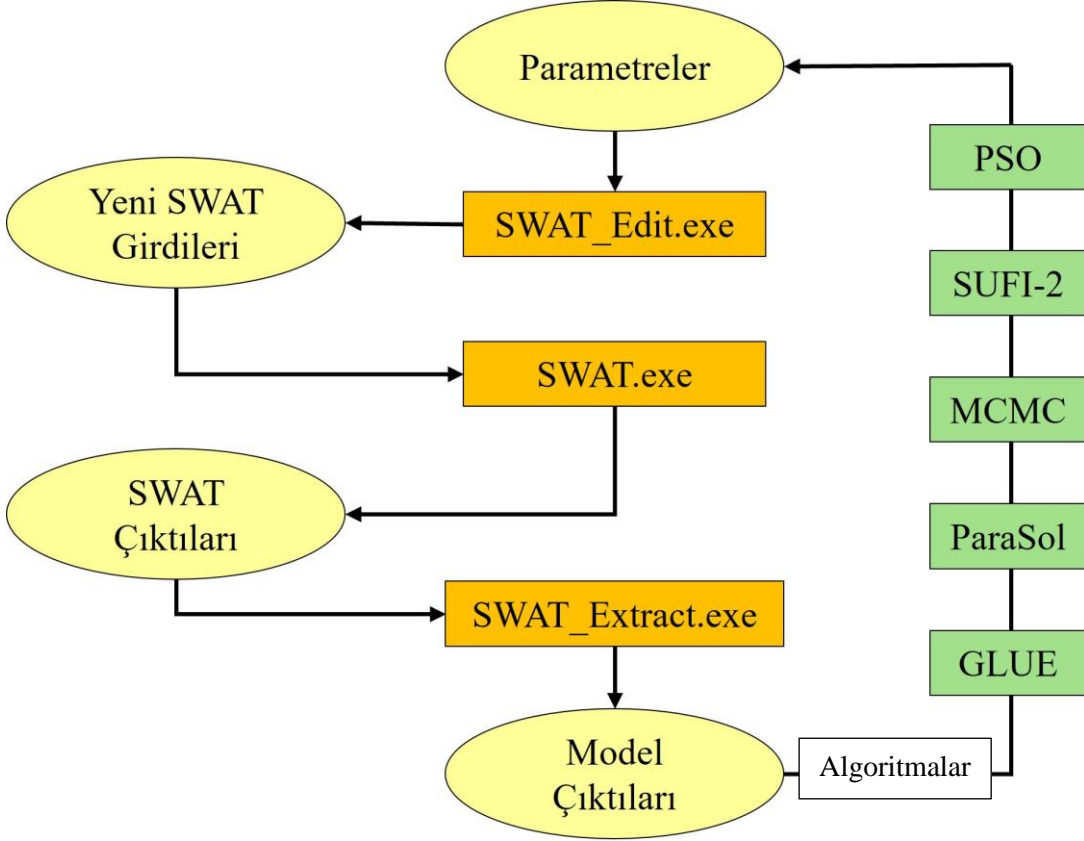 Parametreler
PSO
Yeni SWAT
Girdileri
SWAT_Edit.exe
SUFI-2
SWAT.exe
MCMC
SWAT
Çıktıları
ParaSol
SWAT_Extract.exe
GLUE
Model
Çıktıları
Algoritmalar